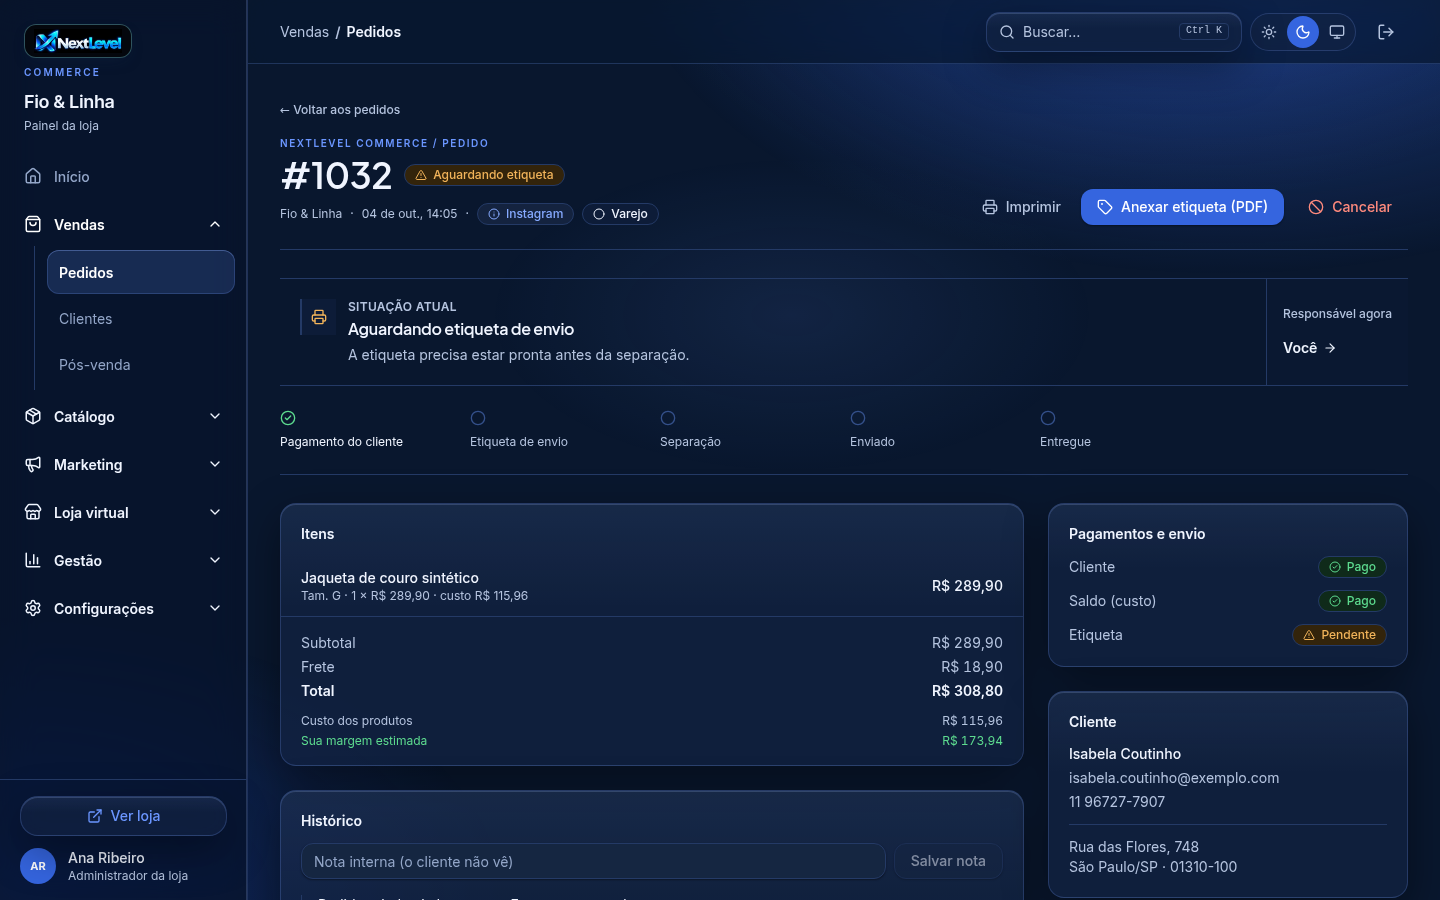 NextLevel
COMMERCE
Fio & Linha
Painel da loja
Início
Vendas
Pedidos
Clientes
Pós-venda
Catálogo
Marketing
Loja virtual
Gestão
Configurações
Ver loja
AR
Ana Ribeiro
Administrador da loja
Vendas / Pedidos
Buscar...
Ctrl K
← Voltar aos pedidos
NEXTLEVEL COMMERCE / PEDIDO
#1032
Aguardando etiqueta
Fio & Linha · 04 de out., 14:05 · Instagram Varejo
Imprimir
Anexar etiqueta (PDF)
Cancelar
SITUAÇÃO ATUAL
Aguardando etiqueta de envio
A etiqueta precisa estar pronta antes da separação.
Responsável agora
Você →
Pagamento do cliente
Etiqueta de envio
Separação
Enviado
Entregue
Itens
Jaqueta de couro sintético
Tam. G · 1 × R$ 289,90 · custo R$ 115,96
R$ 289,90
Subtotal R$ 289,90
Frete R$ 18,90
Total R$ 308,80
Custo dos produtos R$ 115,96
Sua margem estimada R$ 173,94
Histórico
Nota interna (o cliente não vê)
Salvar nota
Pagamentos e envio
Cliente Pago
Saldo (custo) Pago
Etiqueta Pendente
Cliente
Isabela Coutinho
isabela.coutinho@exemplo.com
11 96727-7907
Rua das Flores, 748
São Paulo/SP · 01310-100